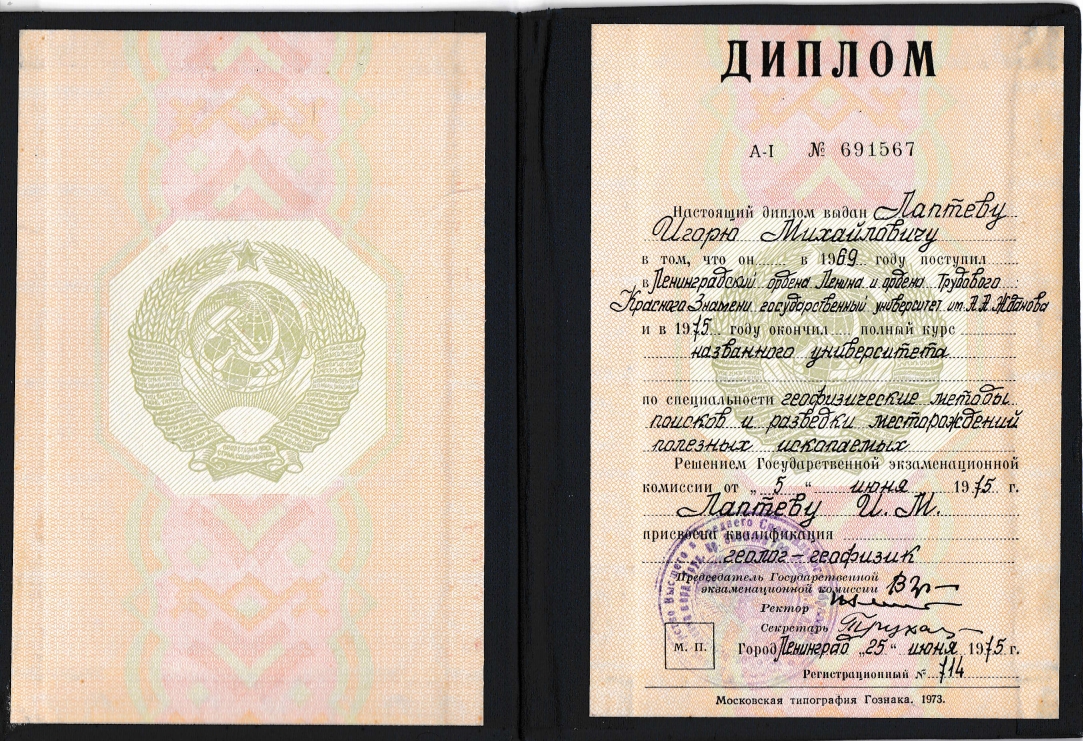 ДИПЛОМ
А-I № 691567
Настоящий диплом выдан Лаптеву
Игорю Михайловичу
в том, что он в 1969 году поступил
в Ленинградский ордена Ленина и ордена Трудового
Красного Знамени государственный университет им. А.А. Жданова
и в 1975 году окончил полный курс
названного университета
по специальности геофизические методы
поисков и разведки месторождений
полезных ископаемых
Решением Государственной экзаменационной
комиссии от „ 5 “ июня 1975 г.
Лаптеву И. М.
присвоена квалификация
геолог-геофизик
Председатель Государственной
экзаменационной комиссии
Ректор
Секретарь
М. П.
Город Ленинград „25“ июня 1975 г.
Регистрационный № 714
Московская типография Гознака. 1973.